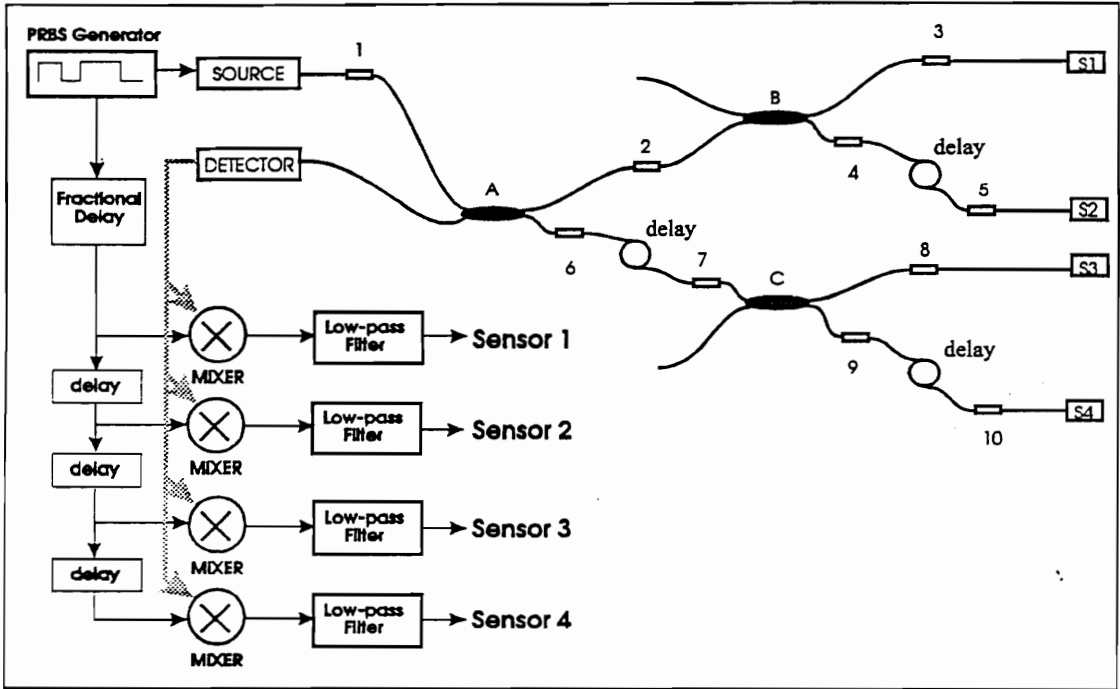 PRBS Generator
SOURCE
1
DETECTOR
Fractional
Delay
A
2
B
3
S1
4
delay
5
S2
6
delay
7
C
8
S3
9
delay
10
S4
MIXER
Low-pass
Filter
Sensor 1
delay
MIXER
Low-pass
Filter
Sensor 2
delay
MIXER
Low-pass
Filter
Sensor 3
delay
MIXER
Low-pass
Filter
Sensor 4